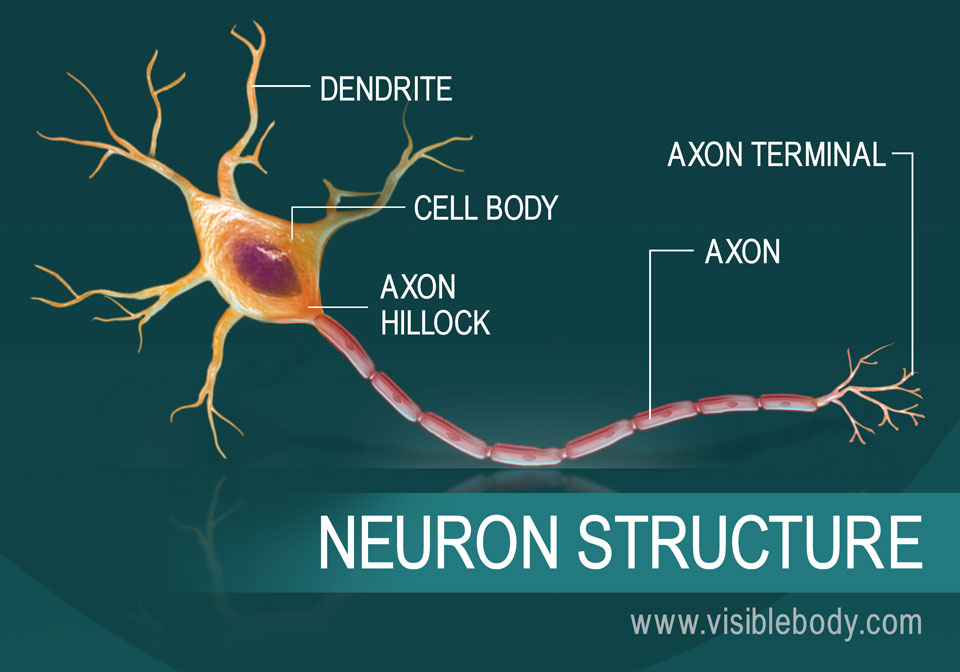 DENDRITE
AXON TERMINAL
CELL BODY
AXON
AXON
HILLOCK
NEURON STRUCTURE
www.visiblebody.com